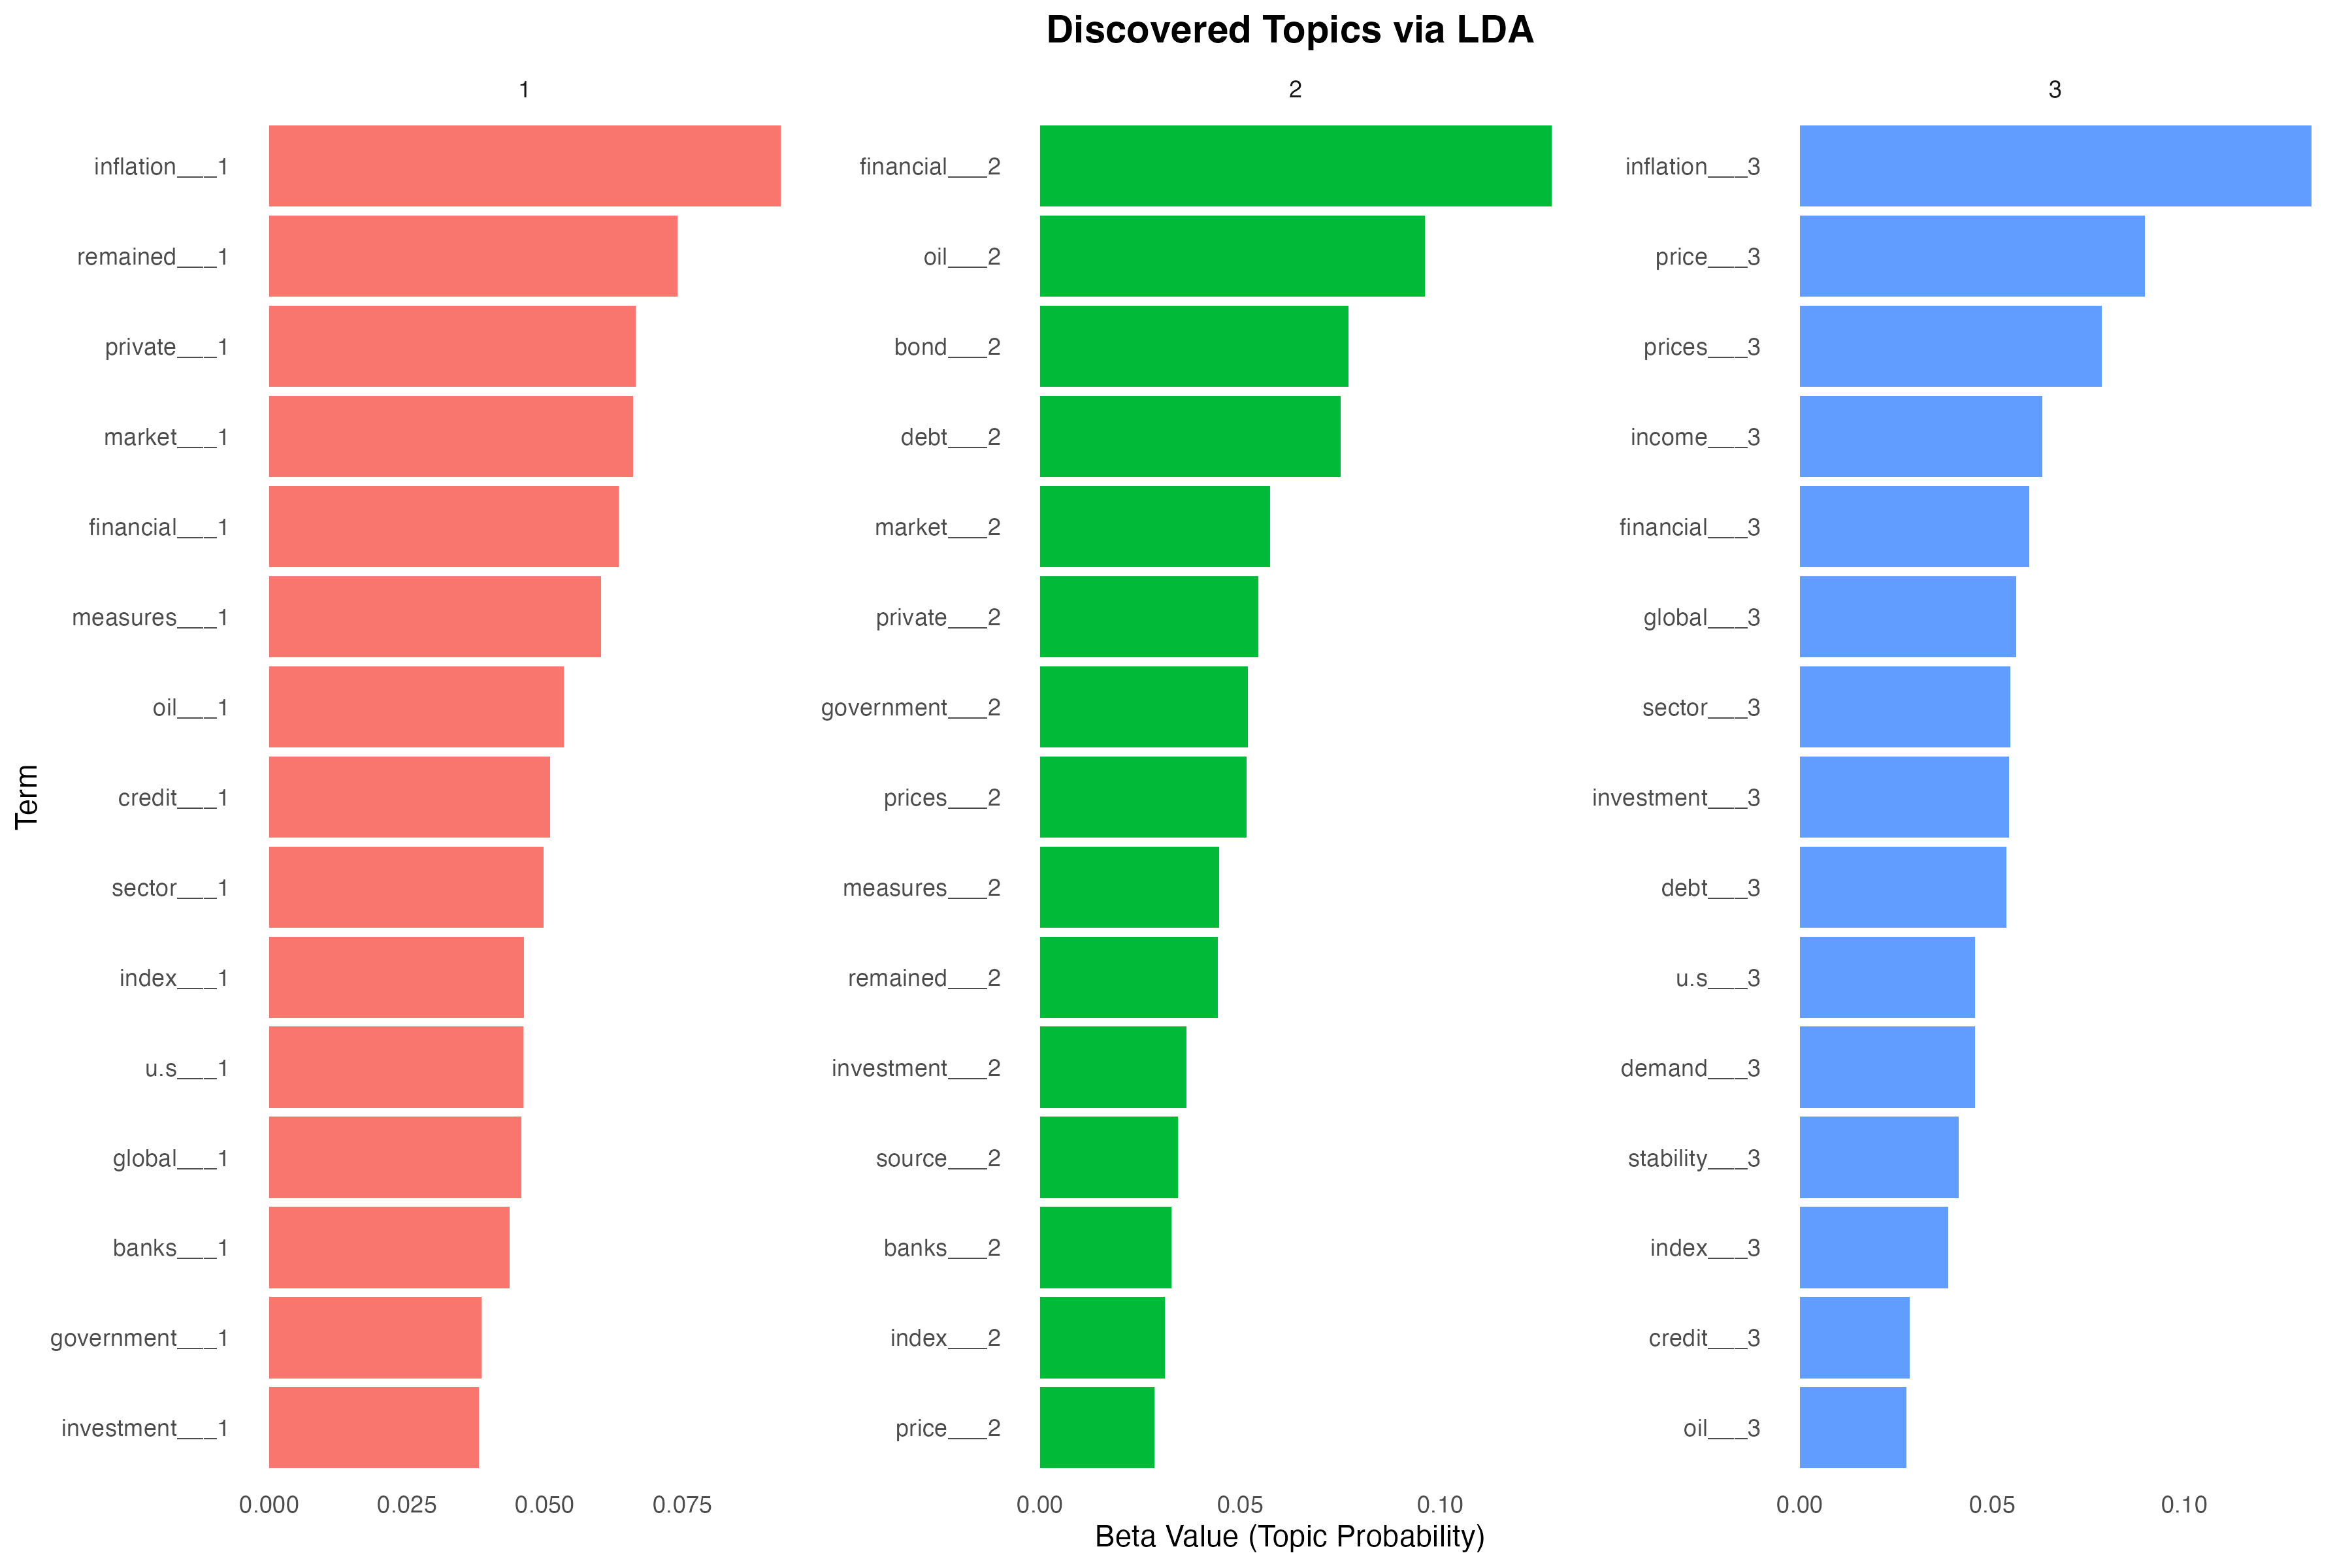 Discovered Topics via LDA
1
2
3
Term
inflation___1
remained___1
private___1
market___1
financial___1
measures___1
oil___1
credit___1
sector___1
index___1
u.s___1
global___1
banks___1
government___1
investment___1
0.000 0.025 0.050 0.075
financial___2
oil___2
bond___2
debt___2
market___2
private___2
government___2
prices___2
measures___2
remained___2
investment___2
source___2
banks___2
index___2
price___2
0.00 0.05 0.10
inflation___3
price___3
prices___3
income___3
financial___3
global___3
sector___3
investment___3
debt___3
u.s___3
demand___3
stability___3
index___3
credit___3
oil___3
0.00 0.05 0.10
Beta Value (Topic Probability)